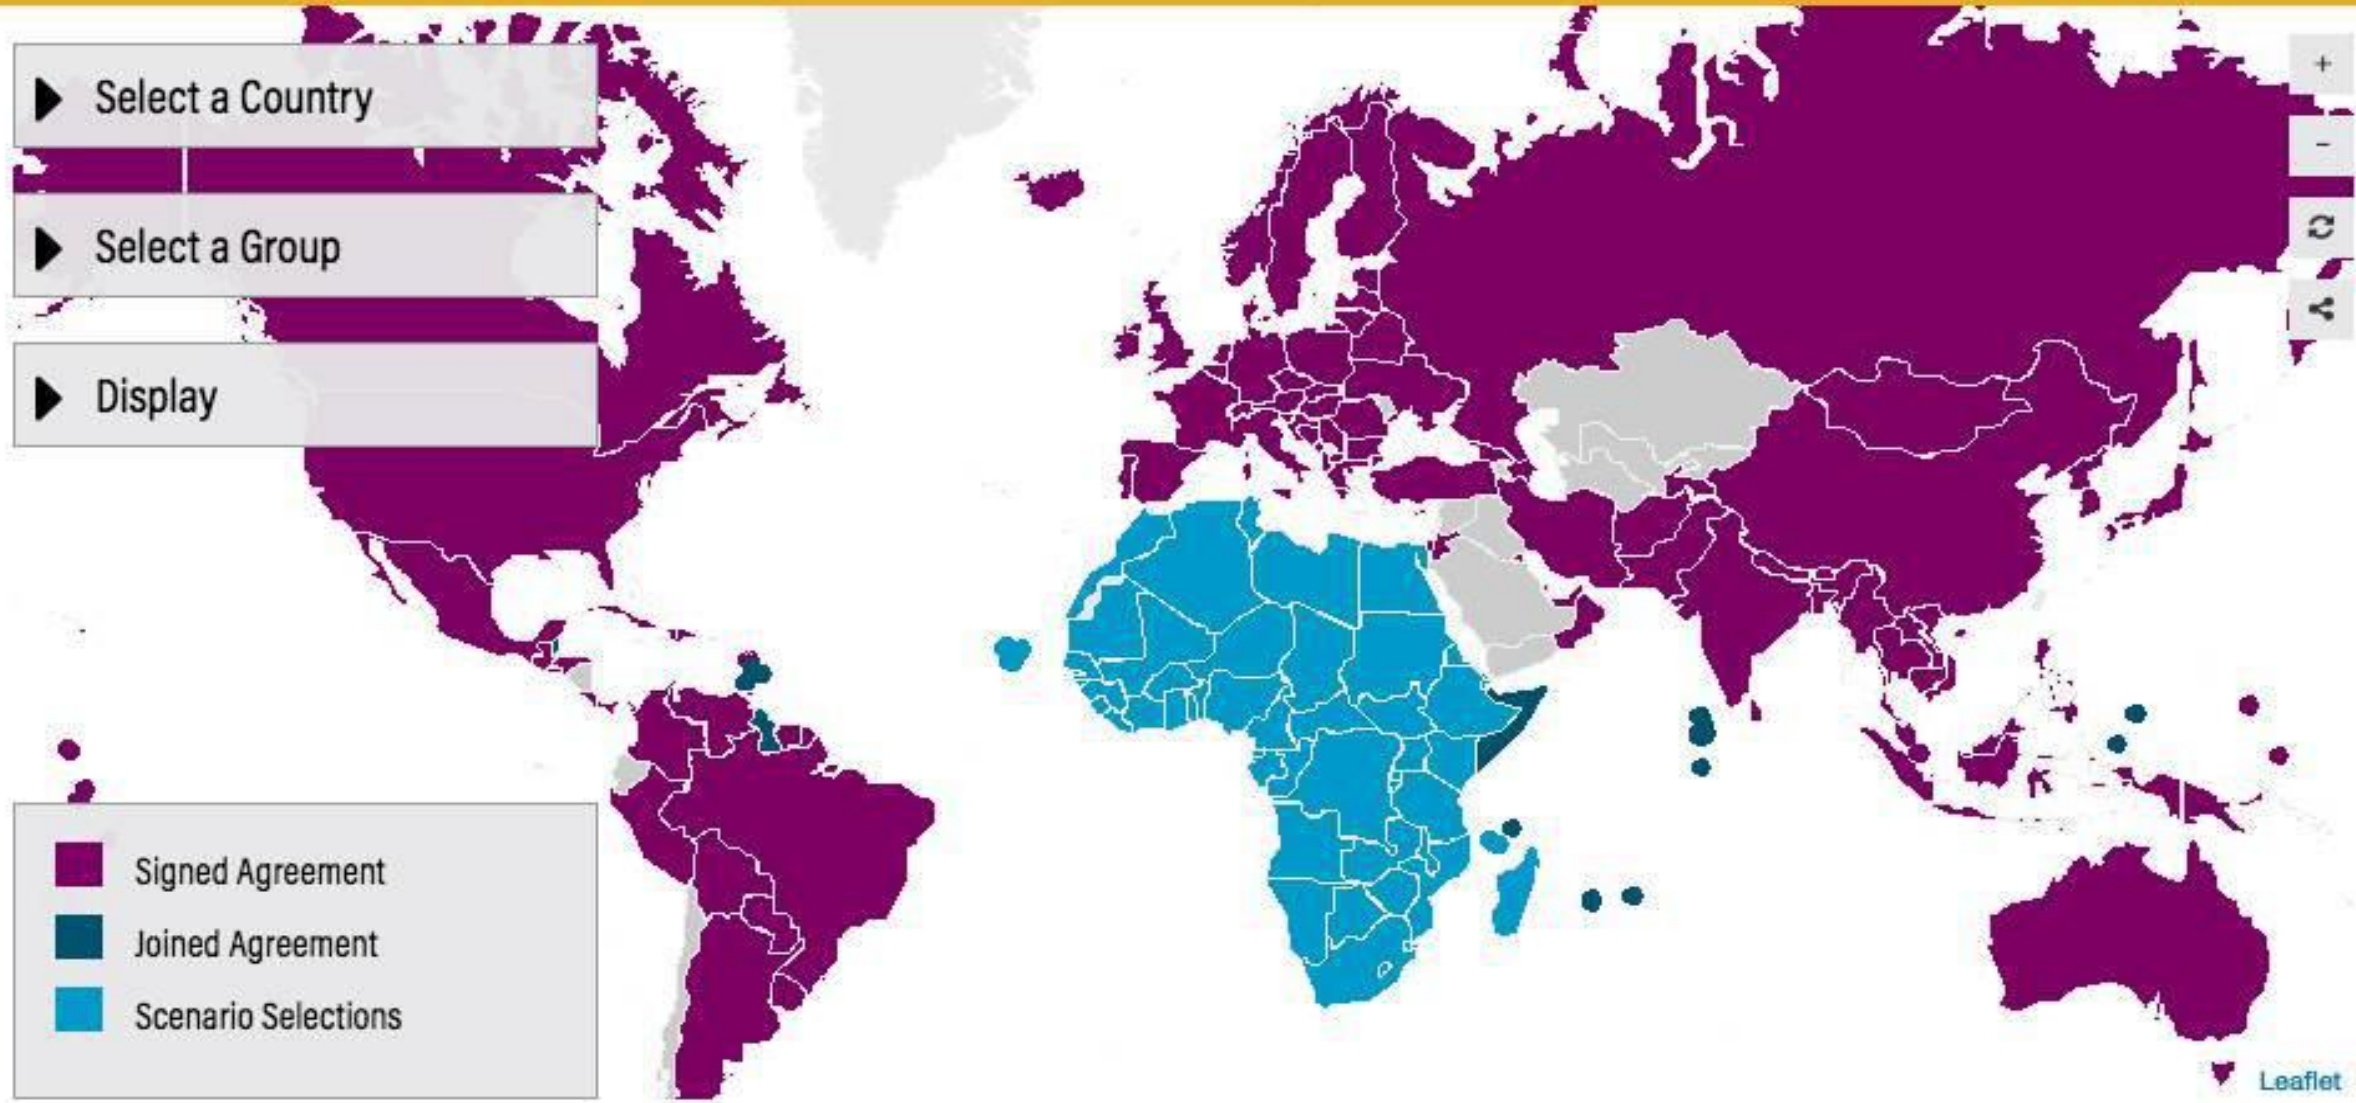 Select a Country
Select a Group
Display
Signed Agreement
Joined Agreement
Scenario Selections
+
-
Leaflet